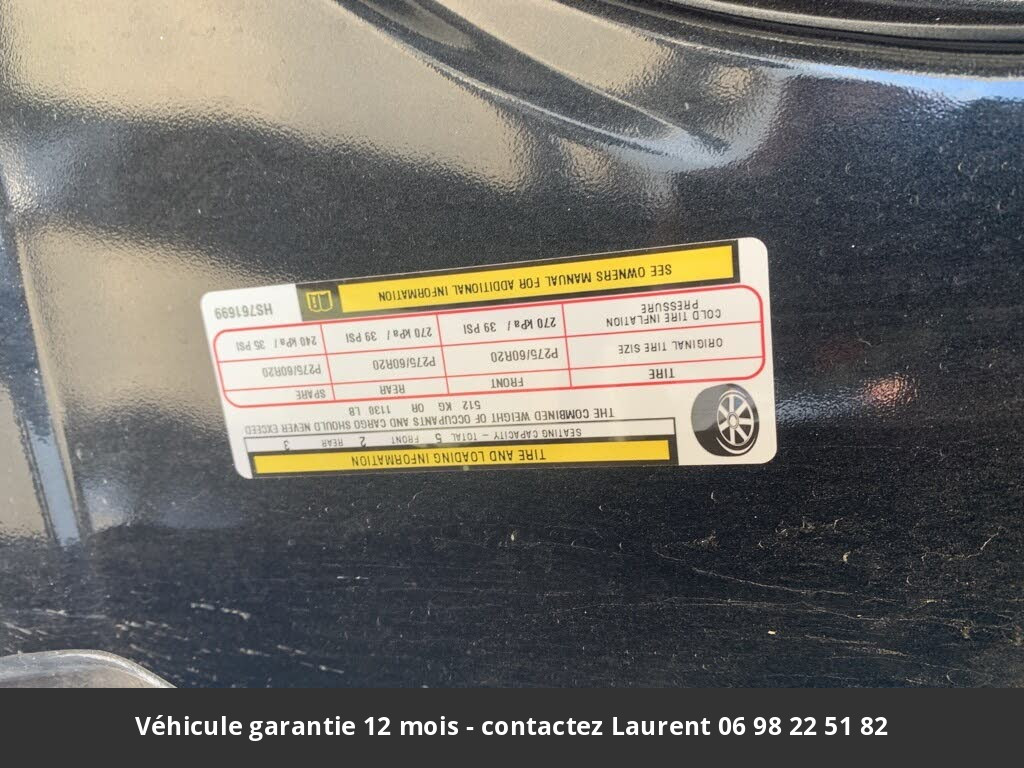 TIRE AND LOADING INFORMATION
SEATING CAPACITY – TOTAL 5 FRONT 2 REAR 3
THE COMBINED WEIGHT OF OCCUPANTS AND CARGO SHOULD NEVER EXCEED
512 KG OR 1130 LB
TIRE FRONT REAR SPARE
ORIGINAL TIRE SIZE P275/60R20 P275/60R20 P275/60R20
COLD TIRE INFLATION
PRESSURE 270 kPa / 39 PSI 270 kPa / 39 PSI 240 kPa / 35 PSI
SEE OWNERS MANUAL FOR ADDITIONAL INFORMATION
HS761699
Véhicule garantie 12 mois - contactez Laurent 06 98 22 51 82